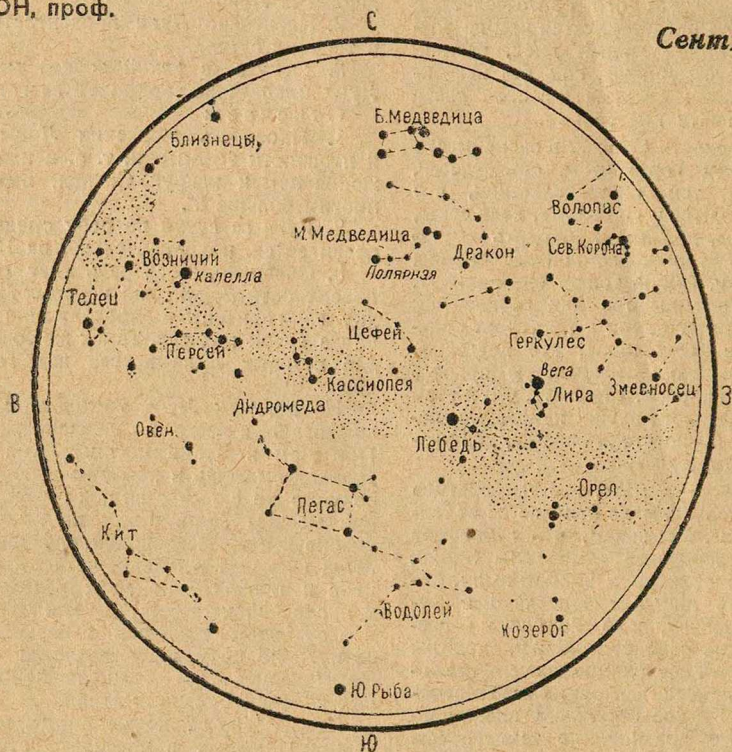 ОН, проф.
Сент
С
Близнецы,
Б. Медведица
Волопас
М. Медведица
Дракон
Сев. Корона
Возничий
Капелла
Полярная
Телец
Цефей
Геркулес
Персей
Кассиопея
Вега
Лира
Змееносец
В
З
Андромеда
Овен
Лебедь
Орел
Пегас
Кит
Водолей
Козерог
Ю. Рыба
Ю